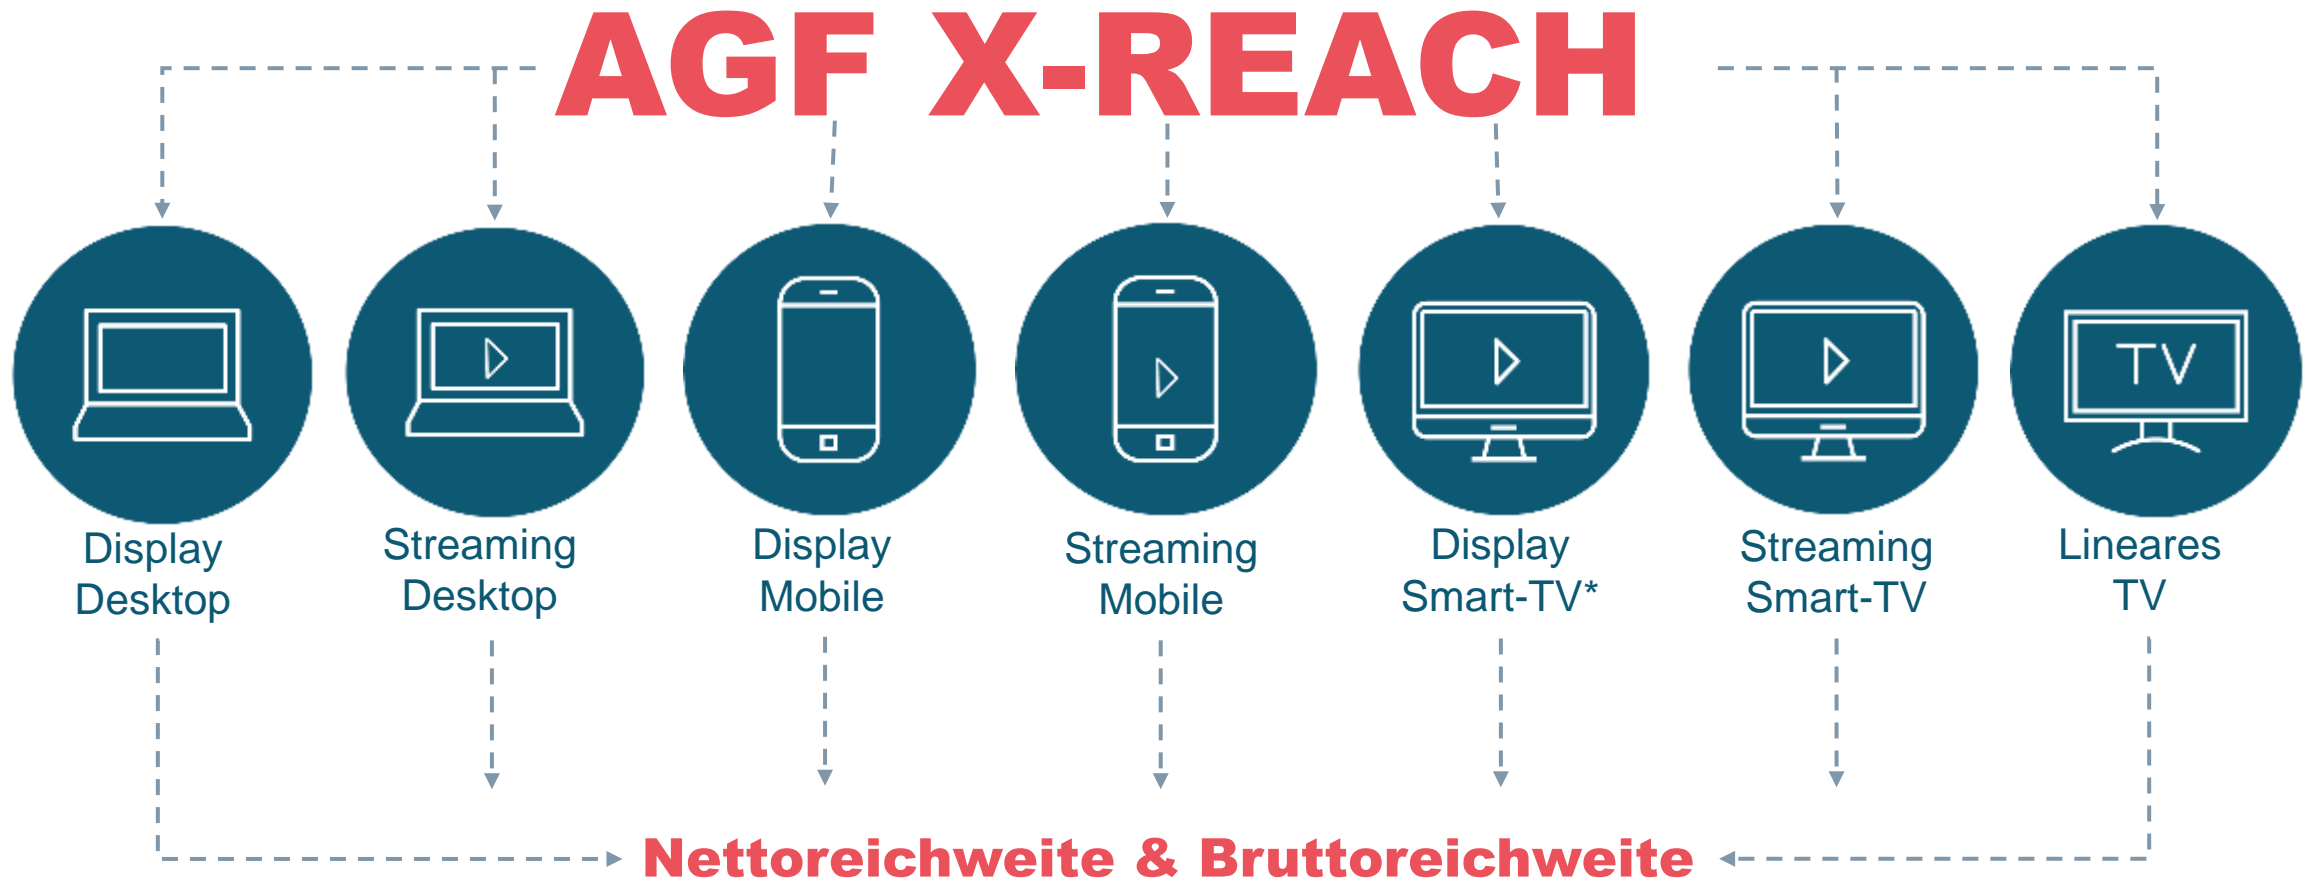 AGF X-REACH
TV
Display
Desktop
Streaming
Desktop
Display
Mobile
Streaming
Mobile
Display
Smart-TV*
Streaming
Smart-TV
Lineares
TV
Nettoreichweite & Bruttoreichweite